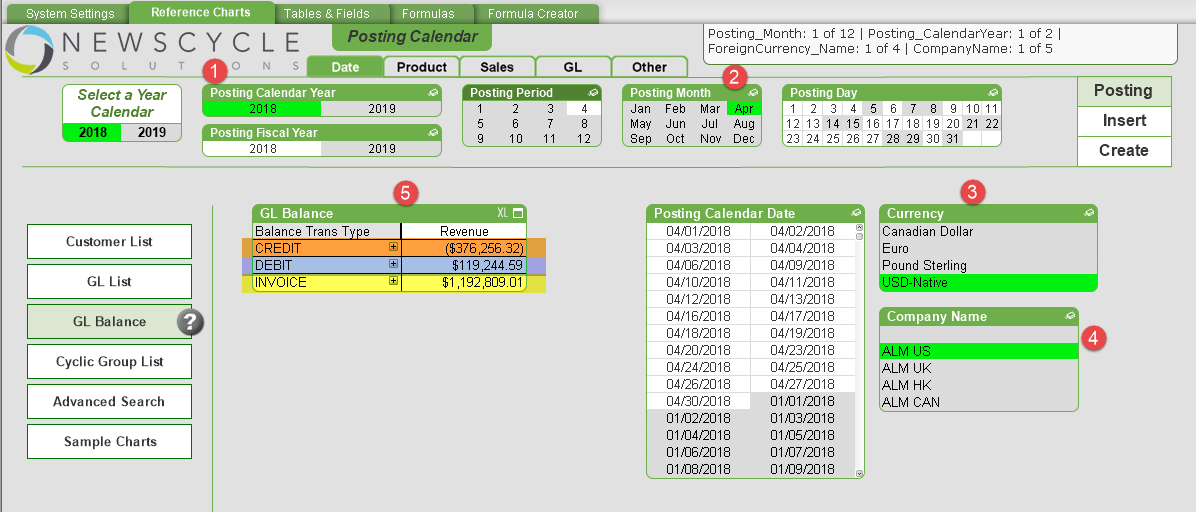 System Settings Reference Charts Tables & Fields Formulas Formula Creator
NEWSCYCLE
SOLUTIONS
Posting Calendar
Posting_Month: 1 of 12 | Posting_CalendarYear: 1 of 2 |
ForeignCurrency_Name: 1 of 4 | CompanyName: 1 of 5
Date Product Sales GL Other
1
2
Select a Year
Calendar
2018 2019
Posting Calendar Year
2018 2019
Posting Fiscal Year
2018 2019
Posting Period
1 2 3 4
5 6 7 8
9 10 11 12
Posting Month
Jan Feb Mar Apr
May Jun Jul Aug
Sep Oct Nov Dec
Posting Day
1 2 3 4 5 6 7 8 9 10 11
12 13 14 15 16 17 18 19 20 21 22
23 24 25 26 27 28 29 30 31
Posting
Insert
Create
Customer List
GL List
GL Balance
?
Cyclic Group List
Advanced Search
Sample Charts
5
GL Balance XL
Balance Trans Type Revenue
CREDIT ($376,256.32)
DEBIT $119,244.59
INVOICE $1,192,809.01
Posting Calendar Date
04/01/2018 04/02/2018
04/03/2018 04/04/2018
04/06/2018 04/09/2018
04/10/2018 04/11/2018
04/12/2018 04/13/2018
04/16/2018 04/17/2018
04/18/2018 04/19/2018
04/20/2018 04/23/2018
04/24/2018 04/25/2018
04/26/2018 04/27/2018
04/30/2018 01/01/2018
01/02/2018 01/03/2018
01/04/2018 01/05/2018
01/06/2018 01/07/2018
01/08/2018 01/09/2018
3
Currency
Canadian Dollar
Euro
Pound Sterling
USD-Native
Company Name
4
ALM US
ALM UK
ALM HK
ALM CAN